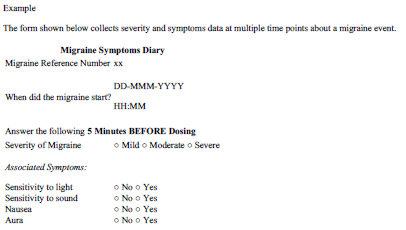 Example
The form shown below collects severity and symptoms data at multiple time points about a migraine event.
Migraine Symptoms Diary
Migraine Reference Number xx
DD-MMM-YYYY
When did the migraine start?
HH:MM
Answer the following 5 Minutes BEFORE Dosing
Severity of Migraine ○ Mild ○ Moderate ○ Severe
Associated Symptoms:
Sensitivity to light ○ No ○ Yes
Sensitivity to sound ○ No ○ Yes
Nausea ○ No ○ Yes
Aura ○ No ○ Yes